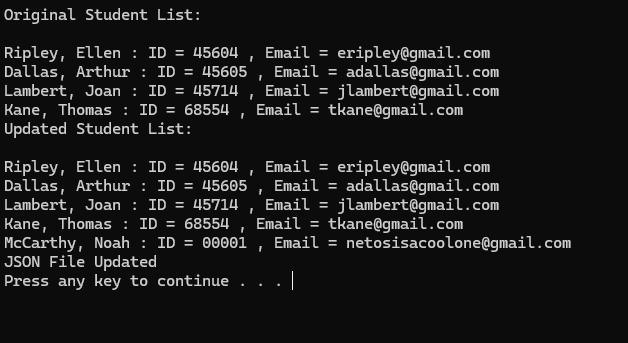 Original Student List:
Ripley, Ellen : ID = 45604 , Email = eripley@gmail.com
Dallas, Arthur : ID = 45605 , Email = adallas@gmail.com
Lambert, Joan : ID = 45714 , Email = jlambert@gmail.com
Kane, Thomas : ID = 68554 , Email = tkane@gmail.com
Updated Student List:
Ripley, Ellen : ID = 45604 , Email = eripley@gmail.com
Dallas, Arthur : ID = 45605 , Email = adallas@gmail.com
Lambert, Joan : ID = 45714 , Email = jlambert@gmail.com
Kane, Thomas : ID = 68554 , Email = tkane@gmail.com
McCarthy, Noah : ID = 00001 , Email = netosisacoolone@gmail.com
JSON File Updated
Press any key to continue . . .